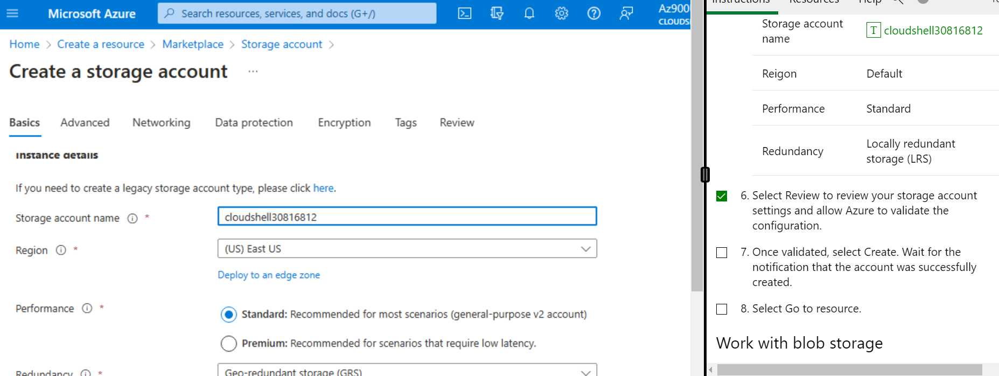 Microsoft Azure
Search resources, services, and docs (G+/)
Az900
CLOUDS
Home > Create a resource > Marketplace > Storage account >
Create a storage account ...
Basics Advanced Networking Data protection Encryption Tags Review
Instance details
If you need to create a legacy storage account type, please click here.
Storage account name *
cloudshell30816812
Region *
(US) East US
Deploy to an edge zone
Performance *
Standard: Recommended for most scenarios (general-purpose v2 account)
Premium: Recommended for scenarios that require low latency.
Redundancy *
Geo-redundant storage (GRS)
Instructions Resources Help
Storage account
name
T cloudshell30816812
Reigon Default
Performance Standard
Redundancy
Locally redundant
storage (LRS)
6. Select Review to review your storage account
settings and allow Azure to validate the
configuration.
7. Once validated, select Create. Wait for the
notification that the account was successfully
created.
8. Select Go to resource.
Work with blob storage